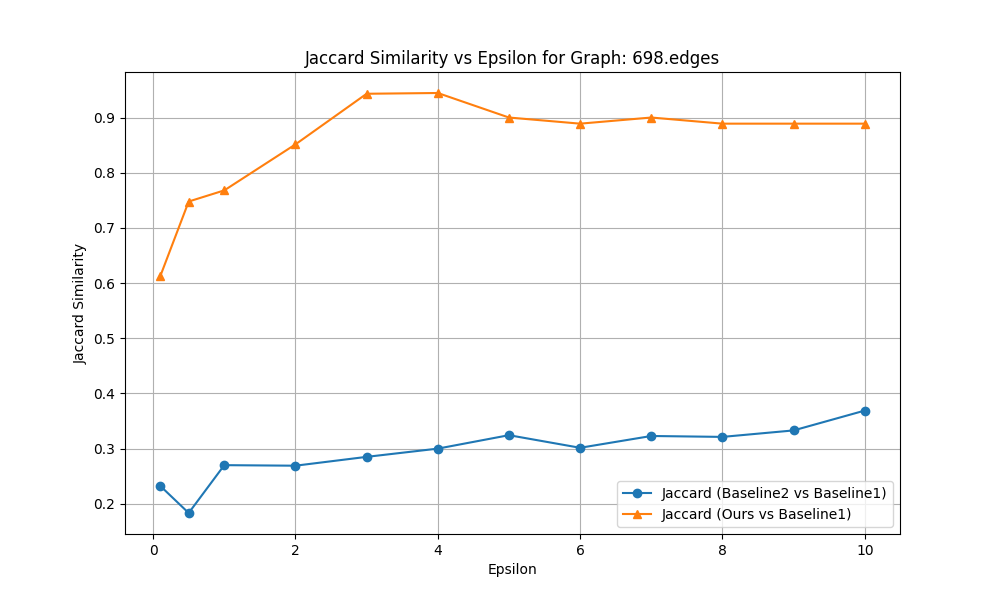 Jaccard Similarity vs Epsilon for Graph: 698.edges
Jaccard Similarity
0.9
0.8
0.7
0.6
0.5
0.4
0.3
0.2
Jaccard (Baseline2 vs Baseline1)
Jaccard (Ours vs Baseline1)
0 2 4 6 8 10
Epsilon